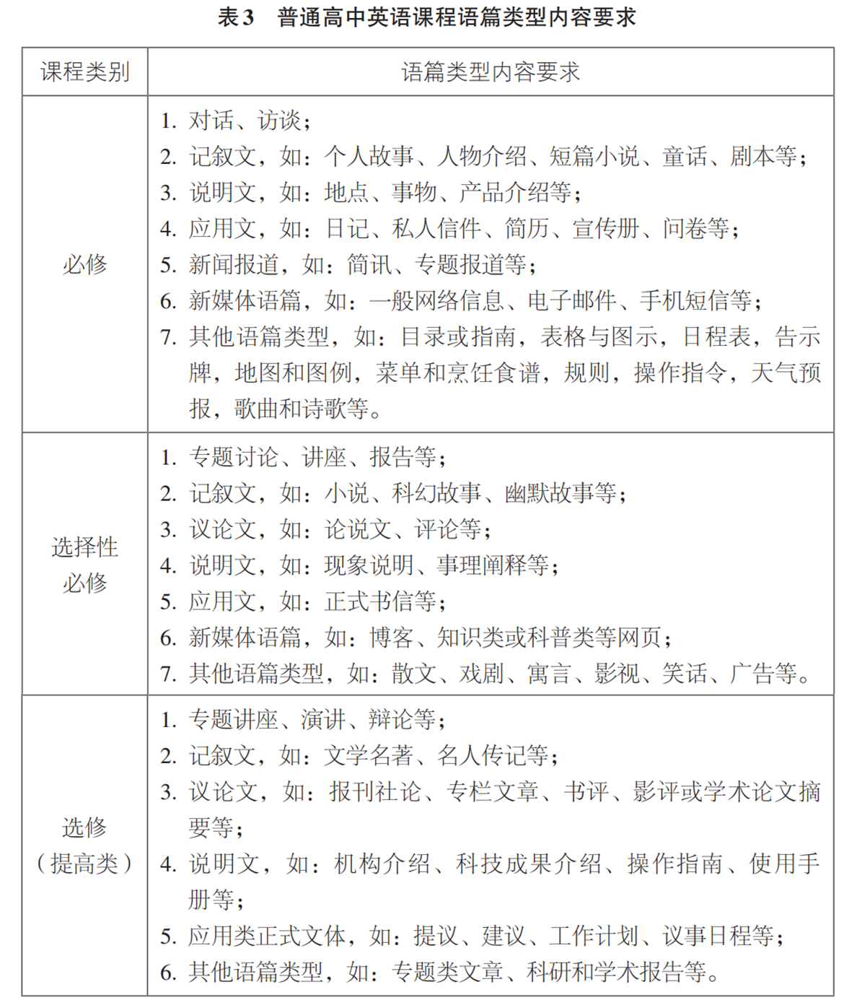 表3 普通高中英语课程语篇类型内容要求
课程类别
语篇类型内容要求
必修
1. 对话、访谈；
2. 记叙文，如：个人故事、人物介绍、短篇小说、童话、剧本等；
3. 说明文，如：地点、事物、产品介绍等；
4. 应用文，如：日记、私人信件、简历、宣传册、问卷等；
5. 新闻报道，如：简讯、专题报道等；
6. 新媒体语篇，如：一般网络信息、电子邮件、手机短信等；
7. 其他语篇类型，如：目录或指南，表格与图示，日程表，告示
牌，地图和图例，菜单和烹饪食谱，规则，操作指令，天气预
报，歌曲和诗歌等。
选择性
必修
1. 专题讨论、讲座、报告等；
2. 记叙文，如：小说、科幻故事、幽默故事等；
3. 议论文，如：论说文、评论等；
4. 说明文，如：现象说明、事理阐释等；
5. 应用文，如：正式书信等；
6. 新媒体语篇，如：博客、知识类或科普类等网页；
7. 其他语篇类型，如：散文、戏剧、寓言、影视、笑话、广告等。
选修
（提高类）
1. 专题讲座、演讲、辩论等；
2. 记叙文，如：文学名著、名人传记等；
3. 议论文，如：报刊社论、专栏文章、书评、影评或学术论文摘
要等；
4. 说明文，如：机构介绍、科技成果介绍、操作指南、使用手
册等；
5. 应用类正式文体，如：提议、建议、工作计划、议事日程等；
6. 其他语篇类型，如：专题类文章、科研和学术报告等。